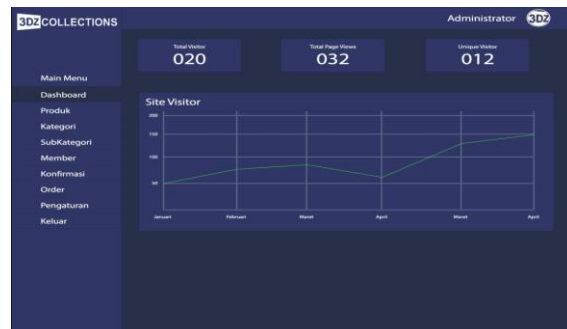 3DZ COLLECTIONS
Administrator
3DZ
Total Visitor
020
Total Page Views
032
Unique Visitor
012
Main Menu
Dashboard
Produk
Kategori
SubKategori
Member
Konfirmasi
Order
Pengaturan
Keluar
Site Visitor
200
150
100
50
Januari Februari Maret April Maret April